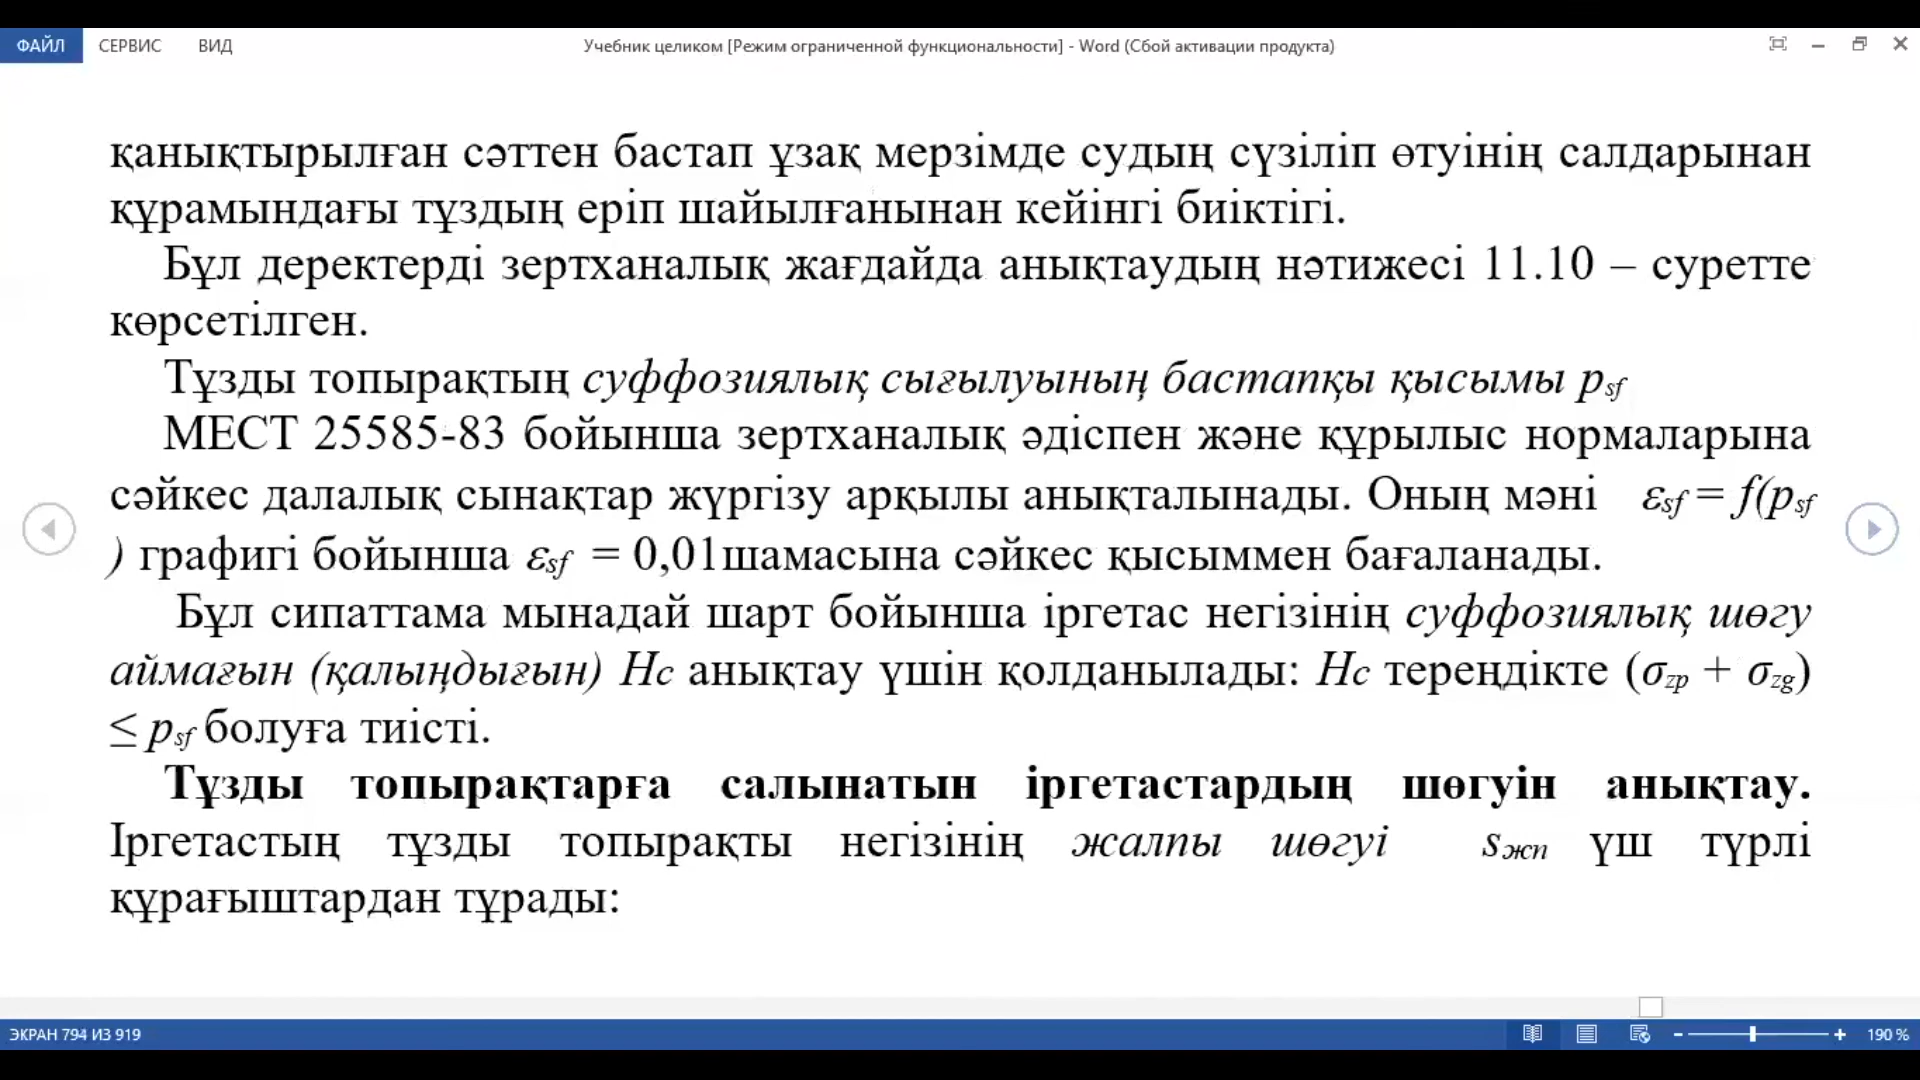 ФАЙЛ СЕРВИС ВИД Учебник целиком [Режим ограниченной функциональности] - Word (Сбой активации продукта)
қанықтырылған сәттен бастап ұзақ мерзімде судың сүзіліп өтуінің салдарынан
құрамындағы тұздың еріп шайылғанынан кейінгі биіктігі.
Бұл деректерді зертханалық жағдайда анықтаудың нәтижесі 11.10 – суретте
көрсетілген.
Тұзды топырақтың суффозиялық сығылуының бастапқы қысымы psf
МЕСТ 25585-83 бойынша зертханалық әдіспен және құрылыс нормаларына
сәйкес далалық сынақтар жүргізу арқылы анықталынады. Оның мәні εsf = f(psf
) графигі бойынша εsf = 0,01шамасына сәйкес қысыммен бағаланады.
Бұл сипаттама мынадай шарт бойынша іргетас негізінің суффозиялық шөгу
аймағын (қалыңдығын) Нс анықтау үшін қолданылады: Нс тереңдікте (σzp + σzg)
≤ psf болуға тиісті.
Тұзды топырақтарға салынатын іргетастардың шөгуін анықтау.
Іргетастың тұзды топырақты негізінің жалпы шөгуі sжп үш түрлі
құрағыштардан тұрады:
ЭКРАН 794 ИЗ 919 190 %